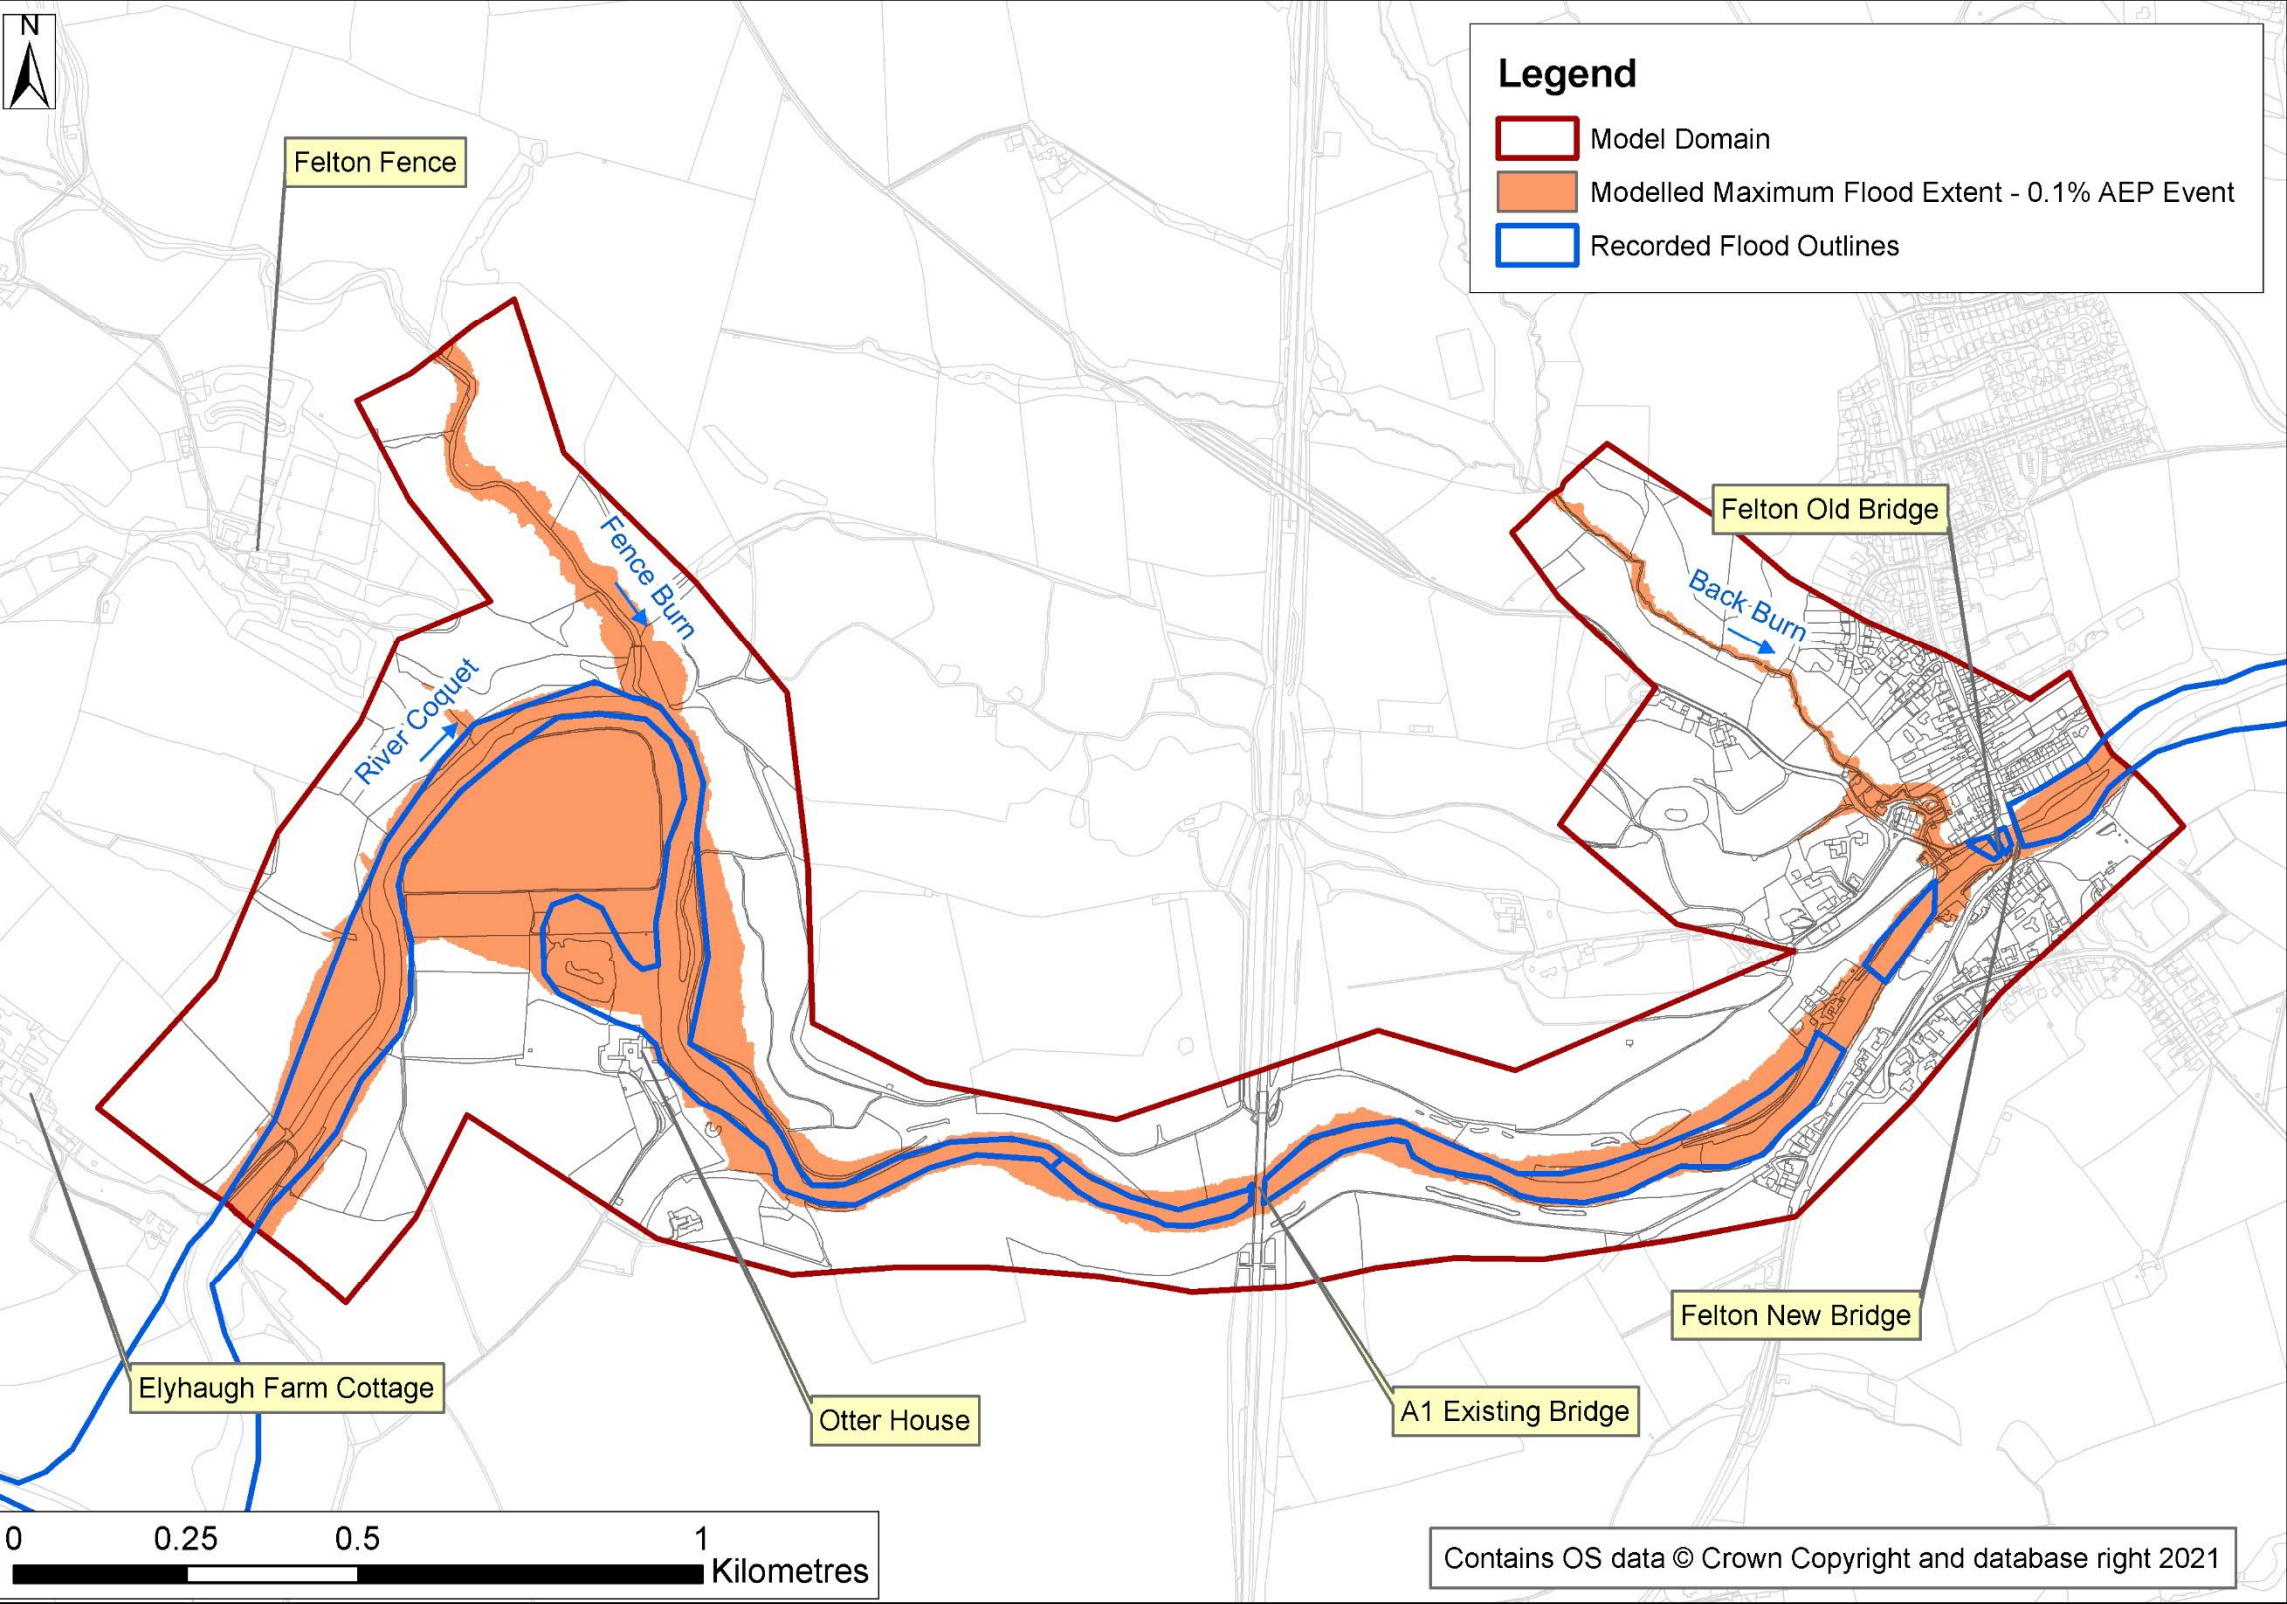 N
Legend
Model Domain
Modelled Maximum Flood Extent - 0.1% AEP Event
Recorded Flood Outlines
Felton Fence
Felton Old Bridge
Fence Burn
Back Burn
River Coquet
Felton New Bridge
Elyhaugh Farm Cottage
Otter House
A1 Existing Bridge
0 0.25 0.5 1
Kilometres
Contains OS data © Crown Copyright and database right 2021